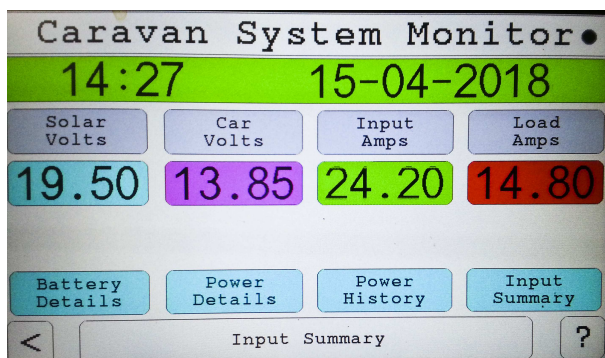 Caravan System Monitor
14:27 15-04-2018
Solar Volts Car Volts Input Amps Load Amps
19.50 13.85 24.20 14.80
Battery Details Power Details Power History Input Summary
< Input Summary ?